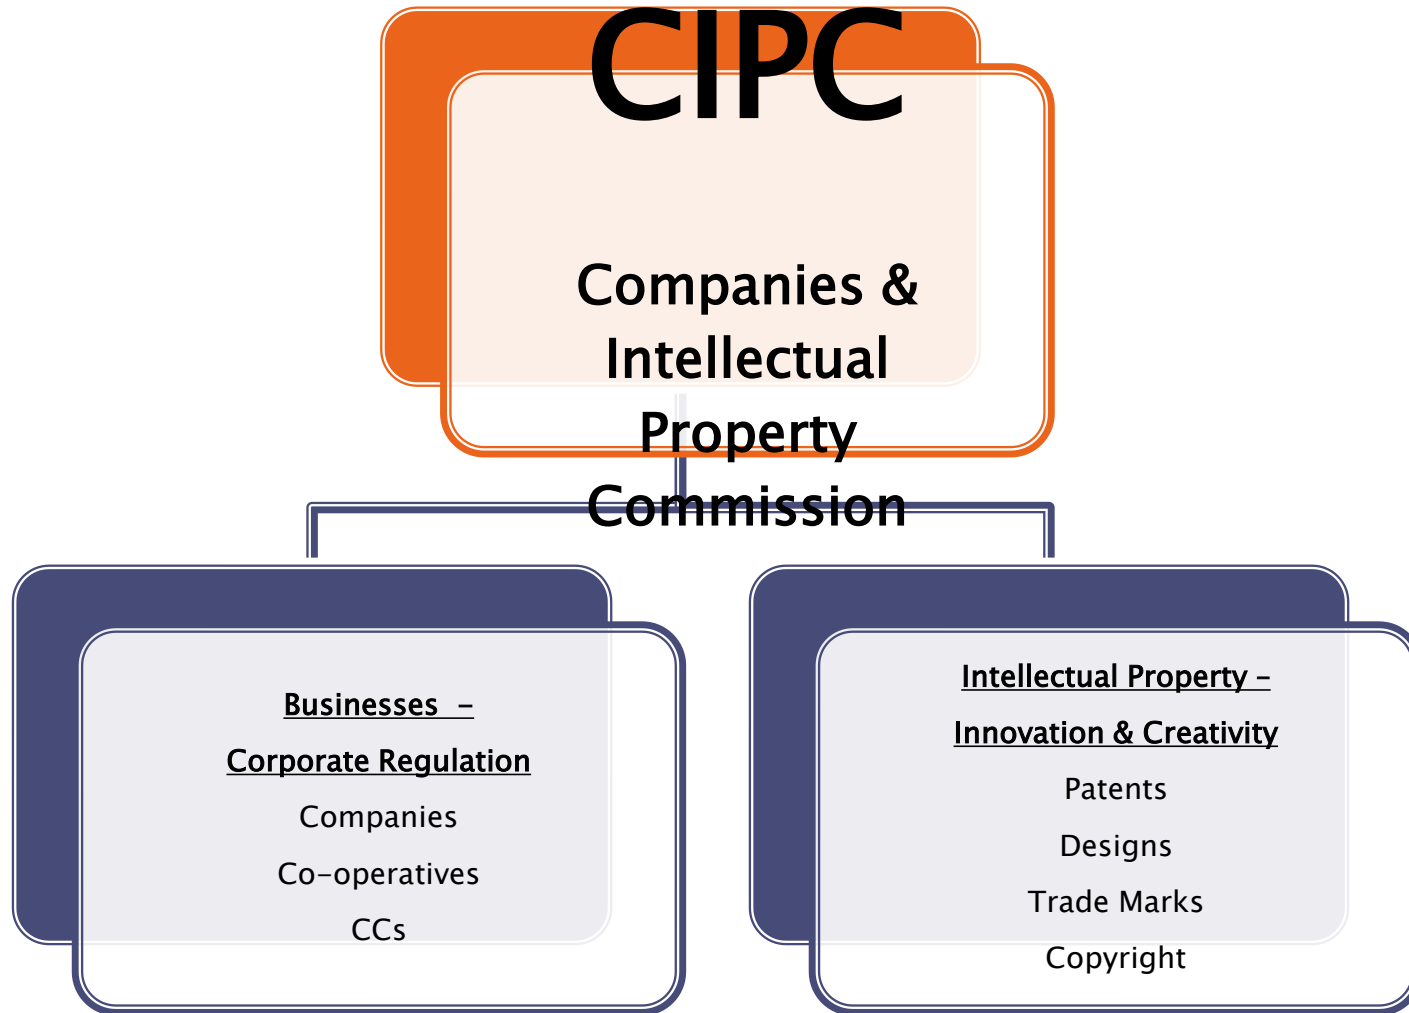 CIPC
Companies &
Intellectual
Property
Commission
Businesses –
Corporate Regulation
Companies
Co-operatives
CCs
Intellectual Property –
Innovation & Creativity
Patents
Designs
Trade Marks
Copyright